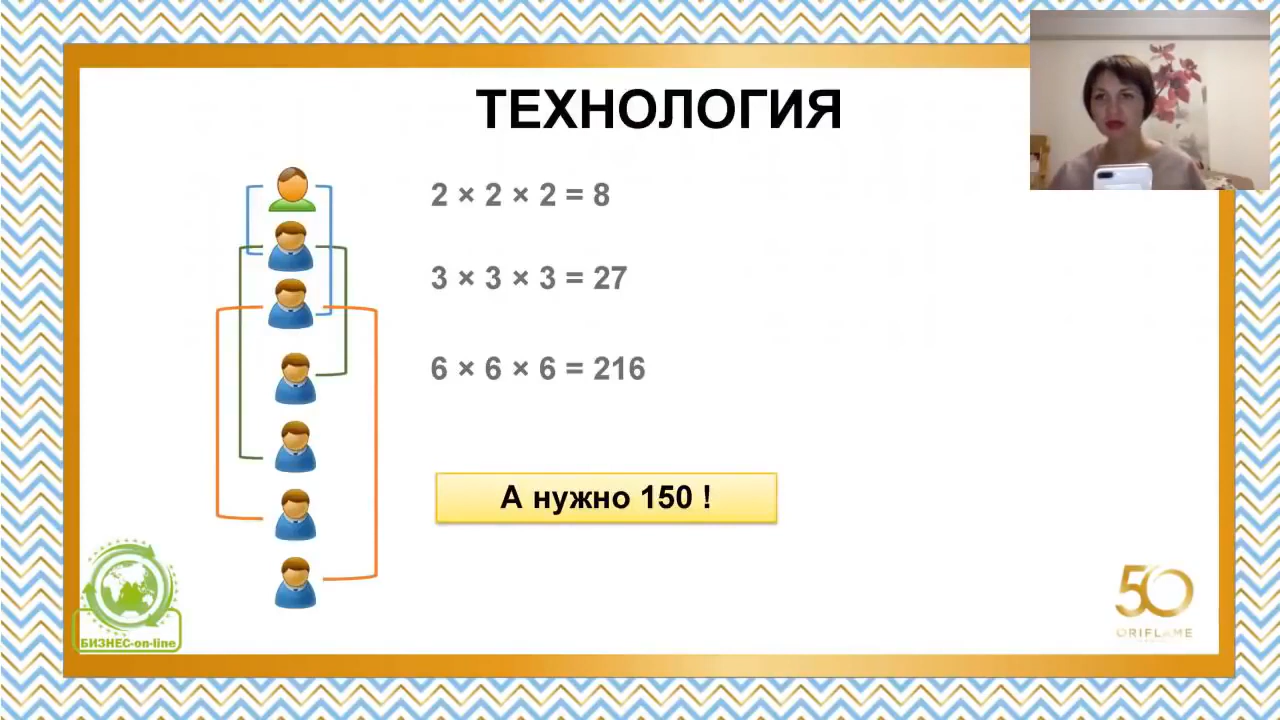 ТЕХНОЛОГИЯ
2 × 2 × 2 = 8
3 × 3 × 3 = 27
6 × 6 × 6 = 216
А нужно 150 !
БИЗНЕС-on-line
50
ORIFLAME